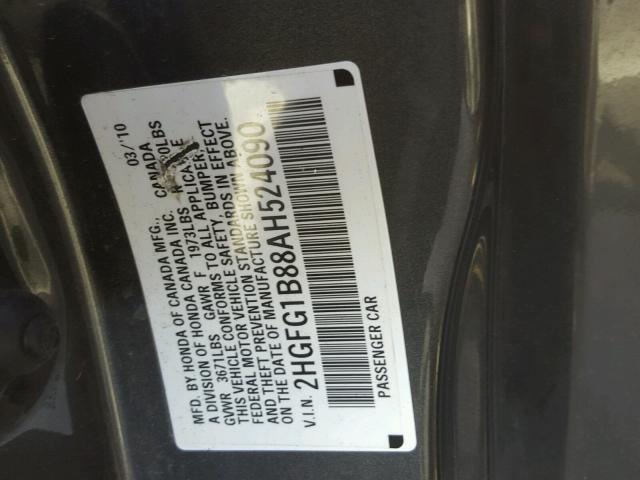 MFD. BY HONDA OF CANADA MFG., CANADA 03/'10
A DIVISION OF HONDA CANADA INC.
GVWR 3671LBS GAWR F 1973LBS
THIS VEHICLE CONFORMS TO ALL APPLICABLE
FEDERAL MOTOR VEHICLE SAFETY, BUMPER,
AND THEFT PREVENTION STANDARDS IN EFFECT
ON THE DATE OF MANUFACTURE SHOWN ABOVE.
V.I.N. 2HGFG1B88AH524090
PASSENGER CAR